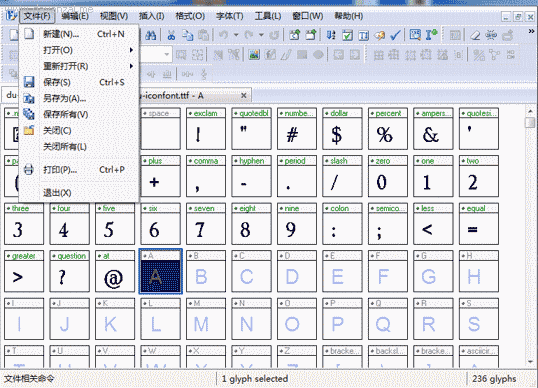 文件(F) 编辑(E) 视图(V) 插入(I) 格式(O) 字体(T) 工具(L) 窗口(W) 帮助(H)
新建(N)... Ctrl+N
打开(O)
重新打开(R)
保存(S) Ctrl+S
另存为(A)...
保存所有(V)
关闭(C)
关闭所有(L)
打印(P)... Ctrl+P
退出(X)
du-iconfont.ttf - A
space exclam quotedbl number dollar percent ampers... quotesi...
! " # $ % & '
plus comma hyphen period slash zero one two
+ , - . / 0 1 2
three four five six seven eight nine colon semico... less equal
3 4 5 6 7 8 9 : ; < =
greater question at A B C D E F G H
> ? @ A B C D E F G H
I J K L M N O P Q R S
I J K L M N O P Q R S
T U V W X Y Z bracke... backsl... bracke... asciicir...
文件相关命令 1 glyph selected 236 glyphs